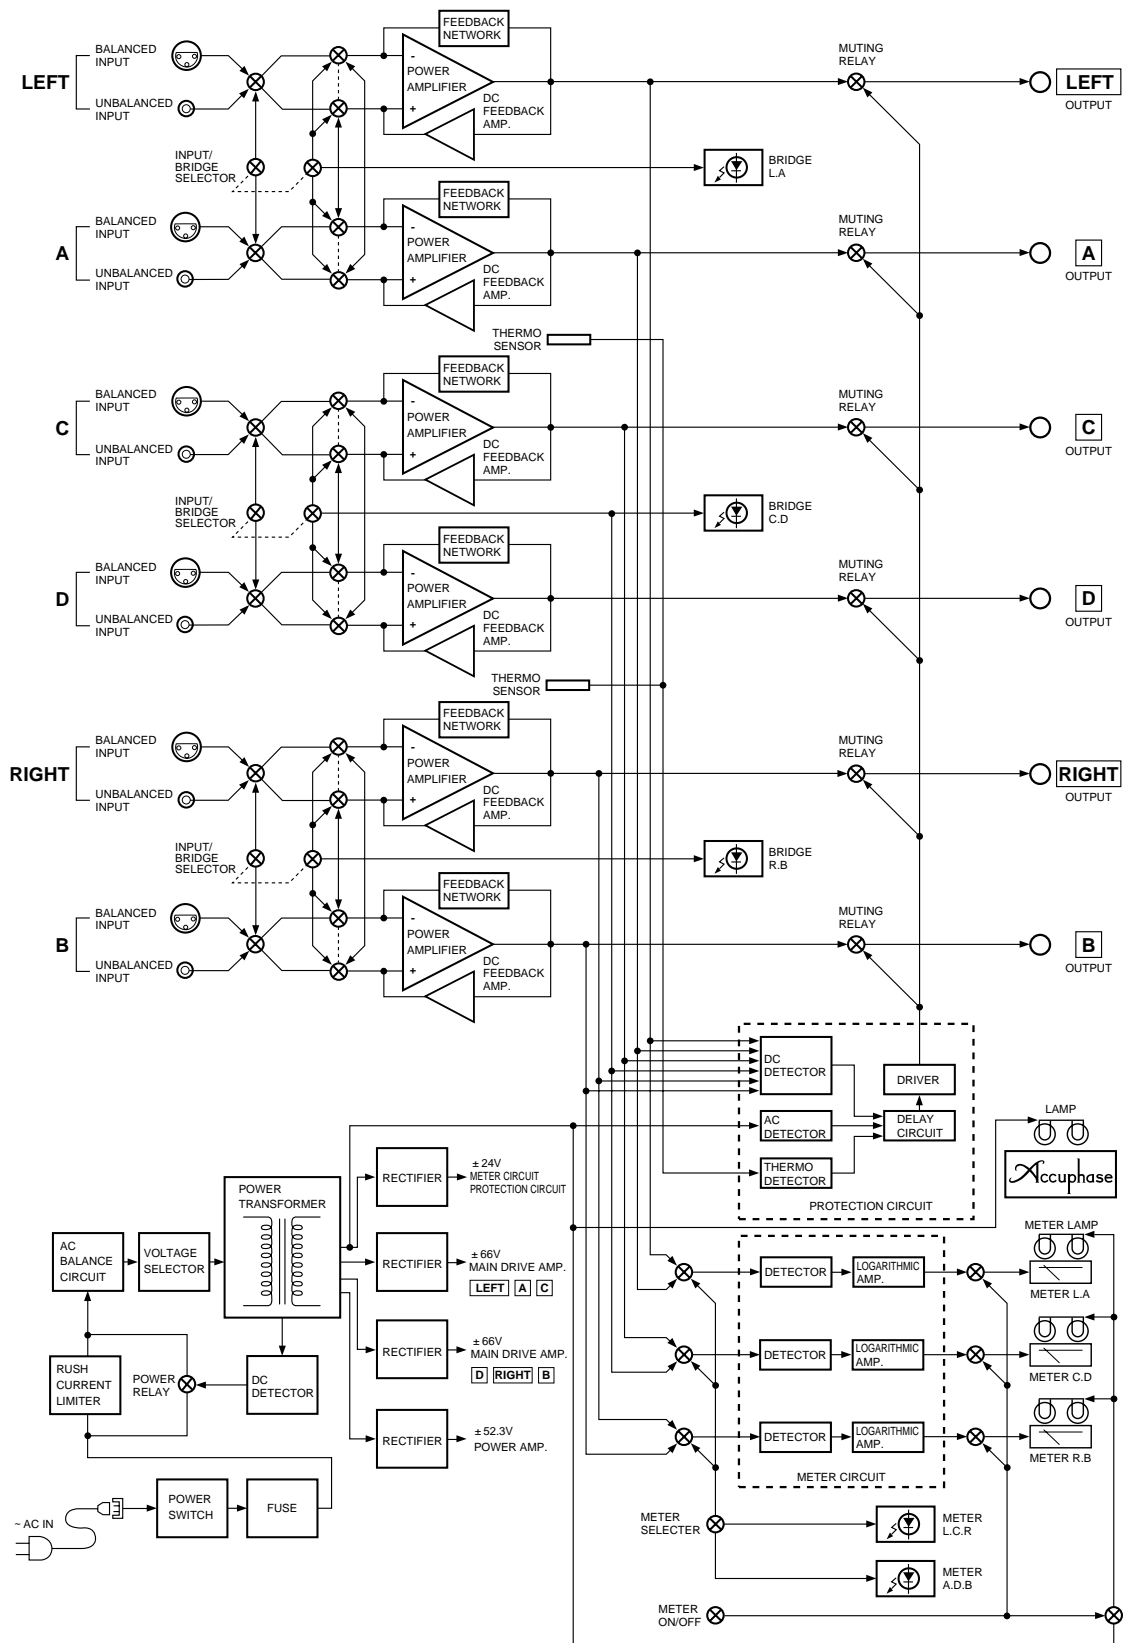 FEEDBACK
NETWORK
BALANCED
INPUT
LEFT
UNBALANCED
INPUT
-
POWER
AMPLIFIER
+
DC
FEEDBACK
AMP.
MUTING
RELAY
LEFT
OUTPUT
INPUT/
BRIDGE
SELECTOR
BRIDGE
L.A
FEEDBACK
NETWORK
BALANCED
INPUT
A
UNBALANCED
INPUT
-
POWER
AMPLIFIER
+
DC
FEEDBACK
AMP.
MUTING
RELAY
A
OUTPUT
THERMO
SENSOR
FEEDBACK
NETWORK
BALANCED
INPUT
C
UNBALANCED
INPUT
-
POWER
AMPLIFIER
+
DC
FEEDBACK
AMP.
MUTING
RELAY
C
OUTPUT
INPUT/
BRIDGE
SELECTOR
BRIDGE
C.D
FEEDBACK
NETWORK
BALANCED
INPUT
D
UNBALANCED
INPUT
-
POWER
AMPLIFIER
+
DC
FEEDBACK
AMP.
MUTING
RELAY
D
OUTPUT
THERMO
SENSOR
FEEDBACK
NETWORK
BALANCED
INPUT
RIGHT
UNBALANCED
INPUT
-
POWER
AMPLIFIER
+
DC
FEEDBACK
AMP.
MUTING
RELAY
RIGHT
OUTPUT
INPUT/
BRIDGE
SELECTOR
BRIDGE
R.B
FEEDBACK
NETWORK
BALANCED
INPUT
B
UNBALANCED
INPUT
-
POWER
AMPLIFIER
+
DC
FEEDBACK
AMP.
MUTING
RELAY
B
OUTPUT
DC
DETECTOR
DRIVER
AC
DETECTOR
DELAY
CIRCUIT
THERMO
DETECTOR
PROTECTION CIRCUIT
LAMP
Accuphase
POWER
TRANSFORMER
RECTIFIER
± 24V
METER CIRCUIT
PROTECTION CIRCUIT
AC
BALANCE
CIRCUIT
VOLTAGE
SELECTOR
RECTIFIER
± 66V
MAIN DRIVE AMP.
LEFT A C
RECTIFIER
± 66V
MAIN DRIVE AMP.
D RIGHT B
RUSH
CURRENT
LIMITER
POWER
RELAY
DC
DETECTOR
RECTIFIER
± 52.3V
POWER AMP.
~ AC IN
POWER
SWITCH
FUSE
DETECTOR
LOGARITHMIC
AMP.
METER LAMP
METER L.A
DETECTOR
LOGARITHMIC
AMP.
METER C.D
DETECTOR
LOGARITHMIC
AMP.
METER R.B
METER CIRCUIT
METER
SELECTER
METER
L.C.R
METER
A.D.B
METER
ON/OFF